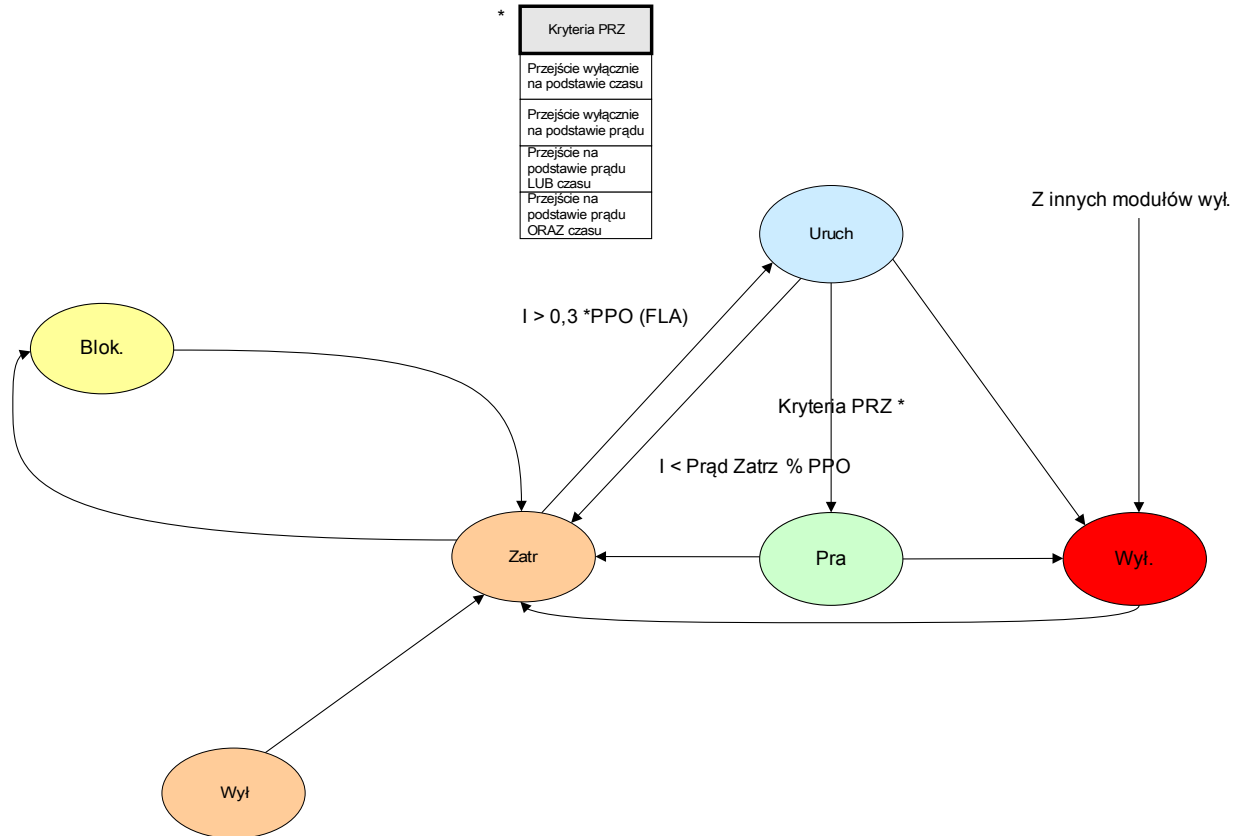 *
Kryteria PRZ
Przejście wyłącznie
na podstawie czasu
Przejście wyłącznie
na podstawie prądu
Przejście na
podstawie prądu
LUB czasu
Przejście na
podstawie prądu
ORAZ czasu
Z innych modułów wył.
Uruch
I > 0,3 *PPO (FLA)
Blok.
Kryteria PRZ *
I < Prąd Zatrz % PPO
Zatr
Pra
Wył.
Wył